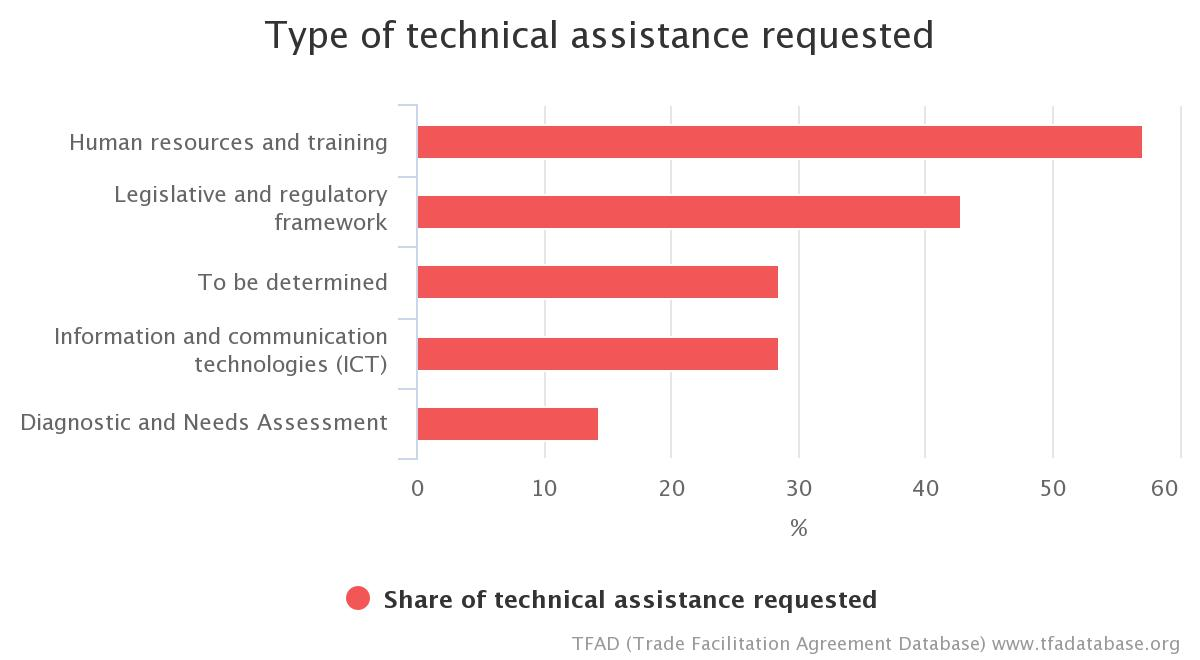 Type of technical assistance requested
Human resources and training
Legislative and regulatory
framework
To be determined
Information and communication
technologies (ICT)
Diagnostic and Needs Assessment
0 10 20 30 40 50 60
%
Share of technical assistance requested
TFAD (Trade Facilitation Agreement Database) www.tfadatabase.org